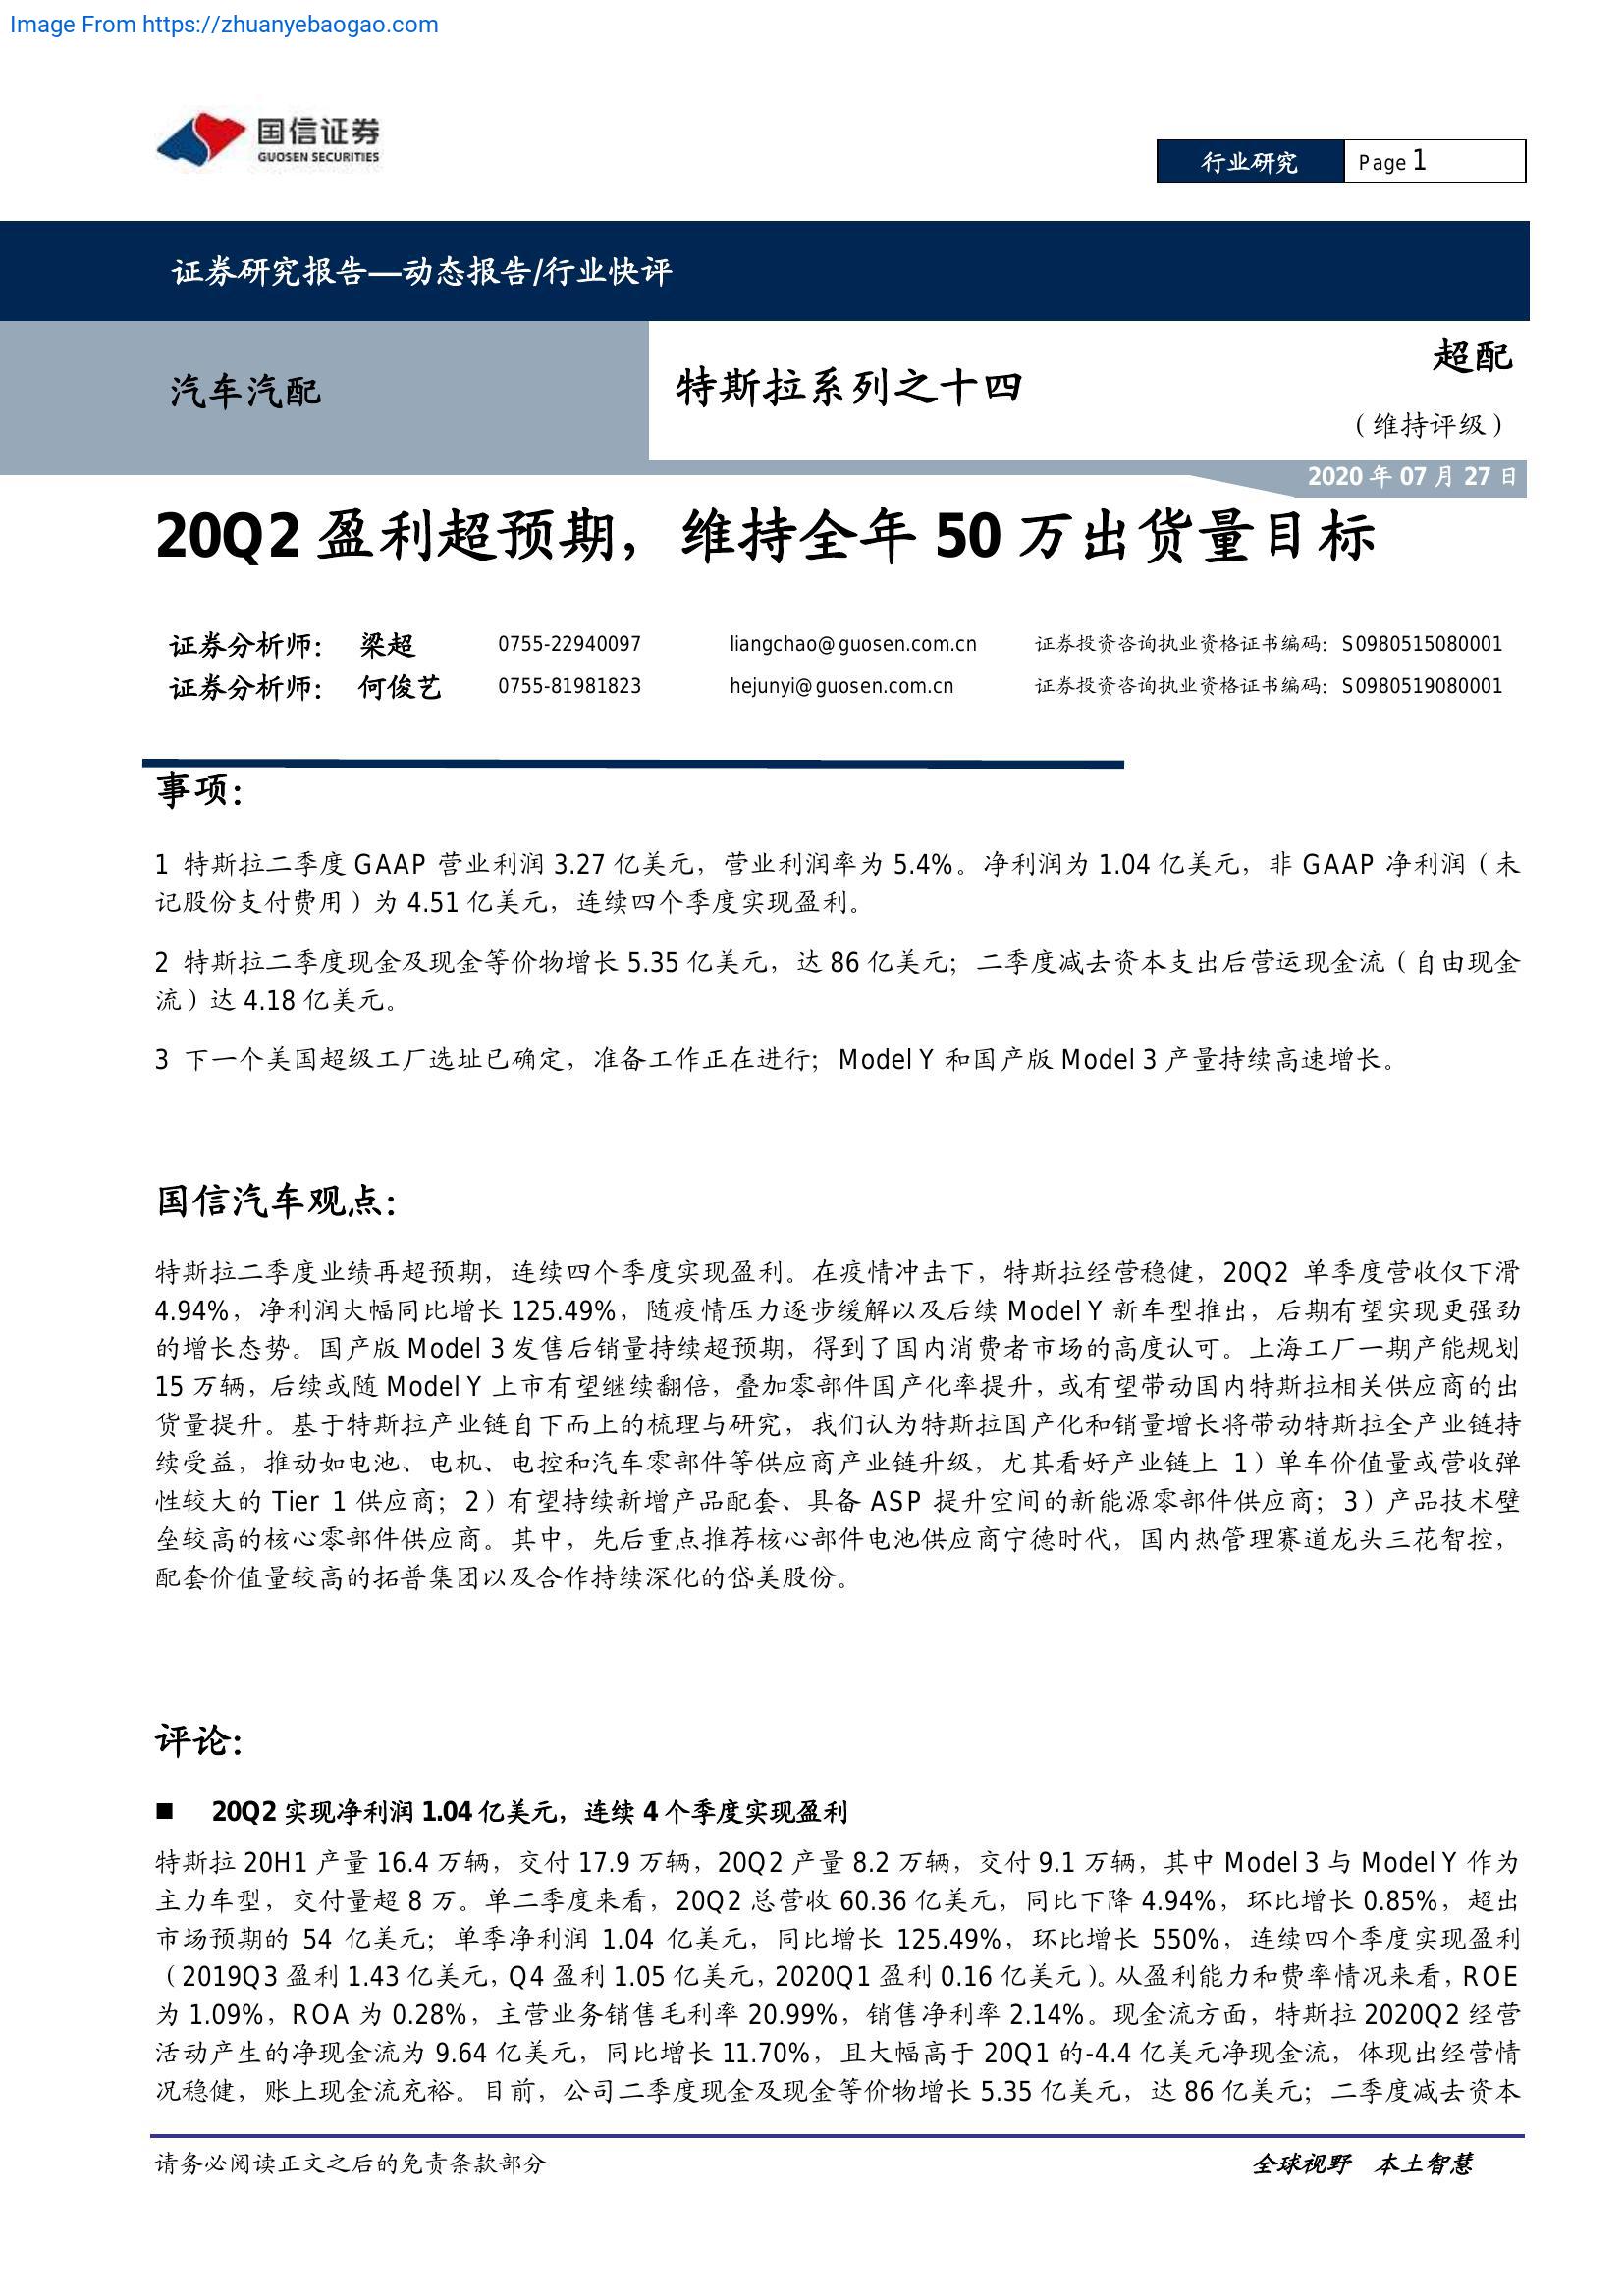 Image From https://zhuanyebaogao.com
国信证券
GUOSEN SECURITIES
行业研究 Page 1
证券研究报告—动态报告/行业快评
汽车汽配
特斯拉系列之十四
超配
（维持评级）
2020 年 07 月 27 日
20Q2 盈利超预期，维持全年 50 万出货量目标
证券分析师： 梁超 0755-22940097 liangchao@guosen.com.cn 证券投资咨询执业资格证书编码：S0980515080001
证券分析师： 何俊艺 0755-81981823 hejunyi@guosen.com.cn 证券投资咨询执业资格证书编码：S0980519080001
事项：
1 特斯拉二季度 GAAP 营业利润 3.27 亿美元，营业利润率为 5.4%。净利润为 1.04 亿美元，非 GAAP 净利润（未
记股份支付费用）为 4.51 亿美元，连续四个季度实现盈利。
2 特斯拉二季度现金及现金等价物增长 5.35 亿美元，达 86 亿美元；二季度减去资本支出后营运现金流（自由现金
流）达 4.18 亿美元。
3 下一个美国超级工厂选址已确定，准备工作正在进行；Model Y 和国产版 Model 3 产量持续高速增长。
国信汽车观点：
特斯拉二季度业绩再超预期，连续四个季度实现盈利。在疫情冲击下，特斯拉经营稳健，20Q2 单季度营收仅下滑
4.94%，净利润大幅同比增长 125.49%，随疫情压力逐步缓解以及后续 Model Y 新车型推出，后期有望实现更强劲
的增长态势。国产版 Model 3 发售后销量持续超预期，得到了国内消费者市场的高度认可。上海工厂一期产能规划
15 万辆，后续或随 Model Y 上市有望继续翻倍，叠加零部件国产化率提升，或有望带动国内特斯拉相关供应商的出
货量提升。基于特斯拉产业链自下而上的梳理与研究，我们认为特斯拉国产化和销量增长将带动特斯拉全产业链持
续受益，推动如电池、电机、电控和汽车零部件等供应商产业链升级，尤其看好产业链上 1）单车价值量或营收弹
性较大的 Tier 1 供应商；2）有望持续新增产品配套、具备 ASP 提升空间的新能源零部件供应商；3）产品技术壁
垒较高的核心零部件供应商。其中，先后重点推荐核心部件电池供应商宁德时代，国内热管理赛道龙头三花智控，
配套价值量较高的拓普集团以及合作持续深化的岱美股份。
评论：
■ 20Q2 实现净利润 1.04 亿美元，连续 4 个季度实现盈利
特斯拉 20H1 产量 16.4 万辆，交付 17.9 万辆，20Q2 产量 8.2 万辆，交付 9.1 万辆，其中 Model 3 与 Model Y 作为
主力车型，交付量超 8 万。单二季度来看，20Q2 总营收 60.36 亿美元，同比下降 4.94%，环比增长 0.85%，超出
市场预期的 54 亿美元；单季净利润 1.04 亿美元，同比增长 125.49%，环比增长 550%，连续四个季度实现盈利
（2019Q3 盈利 1.43 亿美元，Q4 盈利 1.05 亿美元，2020Q1 盈利 0.16 亿美元）。从盈利能力和费率情况来看，ROE
为 1.09%，ROA 为 0.28%，主营业务销售毛利率 20.99%，销售净利率 2.14%。现金流方面，特斯拉 2020Q2 经营
活动产生的净现金流为 9.64 亿美元，同比增长 11.70%，且大幅高于 20Q1 的-4.4 亿美元净现金流，体现出经营情
况稳健，账上现金流充裕。目前，公司二季度现金及现金等价物增长 5.35 亿美元，达 86 亿美元；二季度减去资本
请务必阅读正文之后的免责条款部分
全球视野 本土智慧